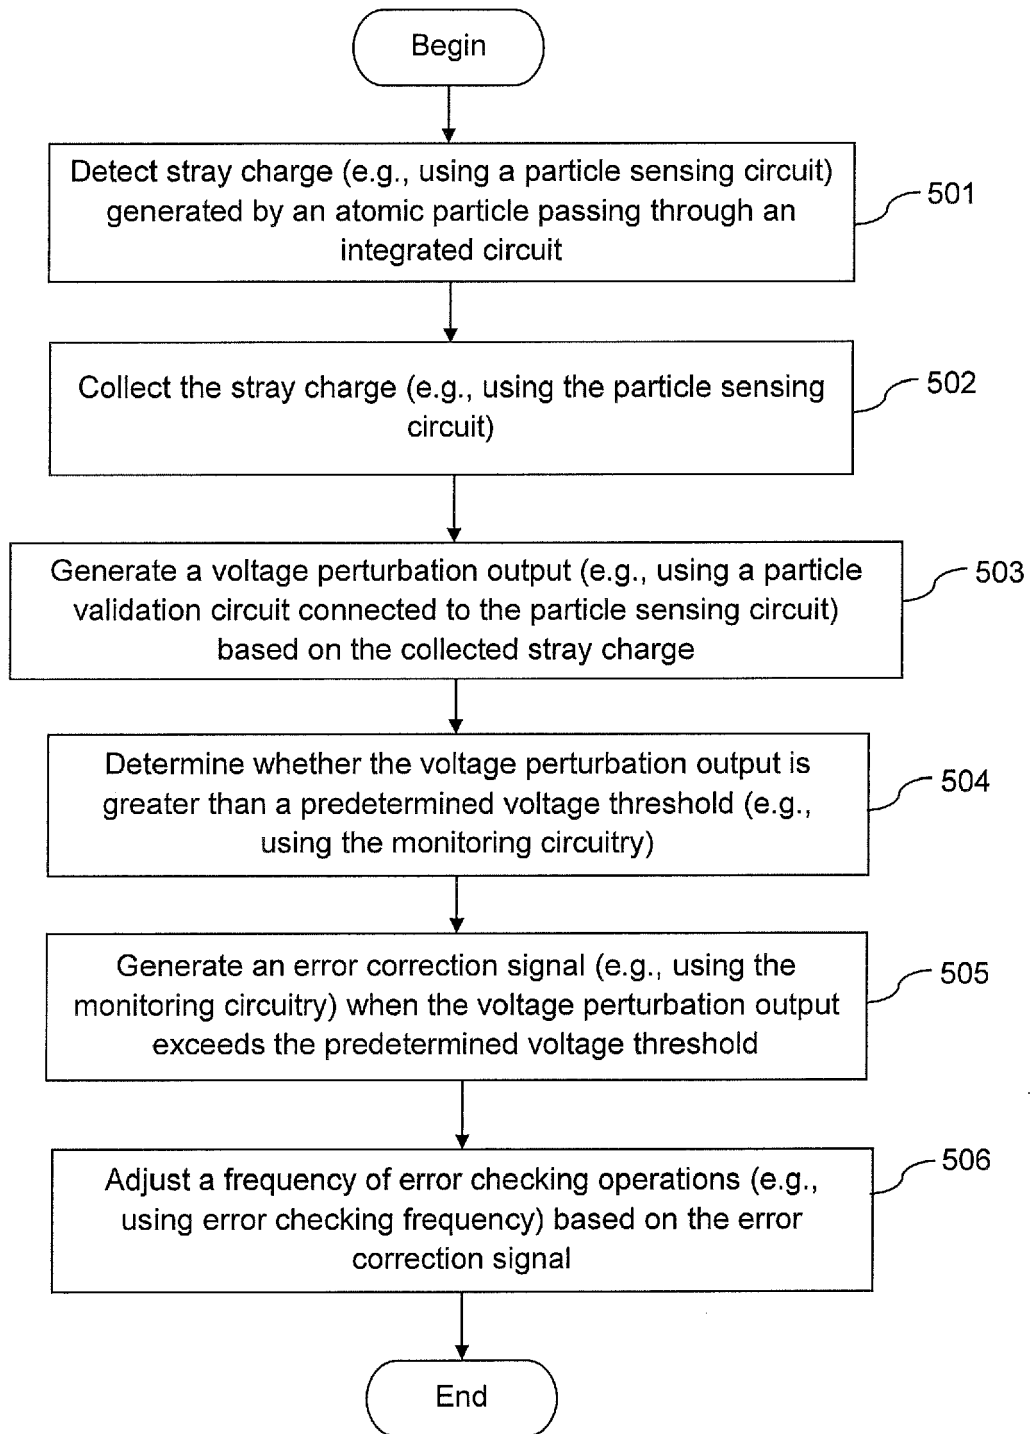 Begin
Detect stray charge (e.g., using a particle sensing circuit)
generated by an atomic particle passing through an
integrated circuit
501
Collect the stray charge (e.g., using the particle sensing
circuit)
502
Generate a voltage perturbation output (e.g., using a particle
validation circuit connected to the particle sensing circuit)
based on the collected stray charge
503
Determine whether the voltage perturbation output is
greater than a predetermined voltage threshold (e.g.,
using the monitoring circuitry)
504
Generate an error correction signal (e.g., using the
monitoring circuitry) when the voltage perturbation output
exceeds the predetermined voltage threshold
505
Adjust a frequency of error checking operations (e.g.,
using error checking frequency) based on the error
correction signal
506
End